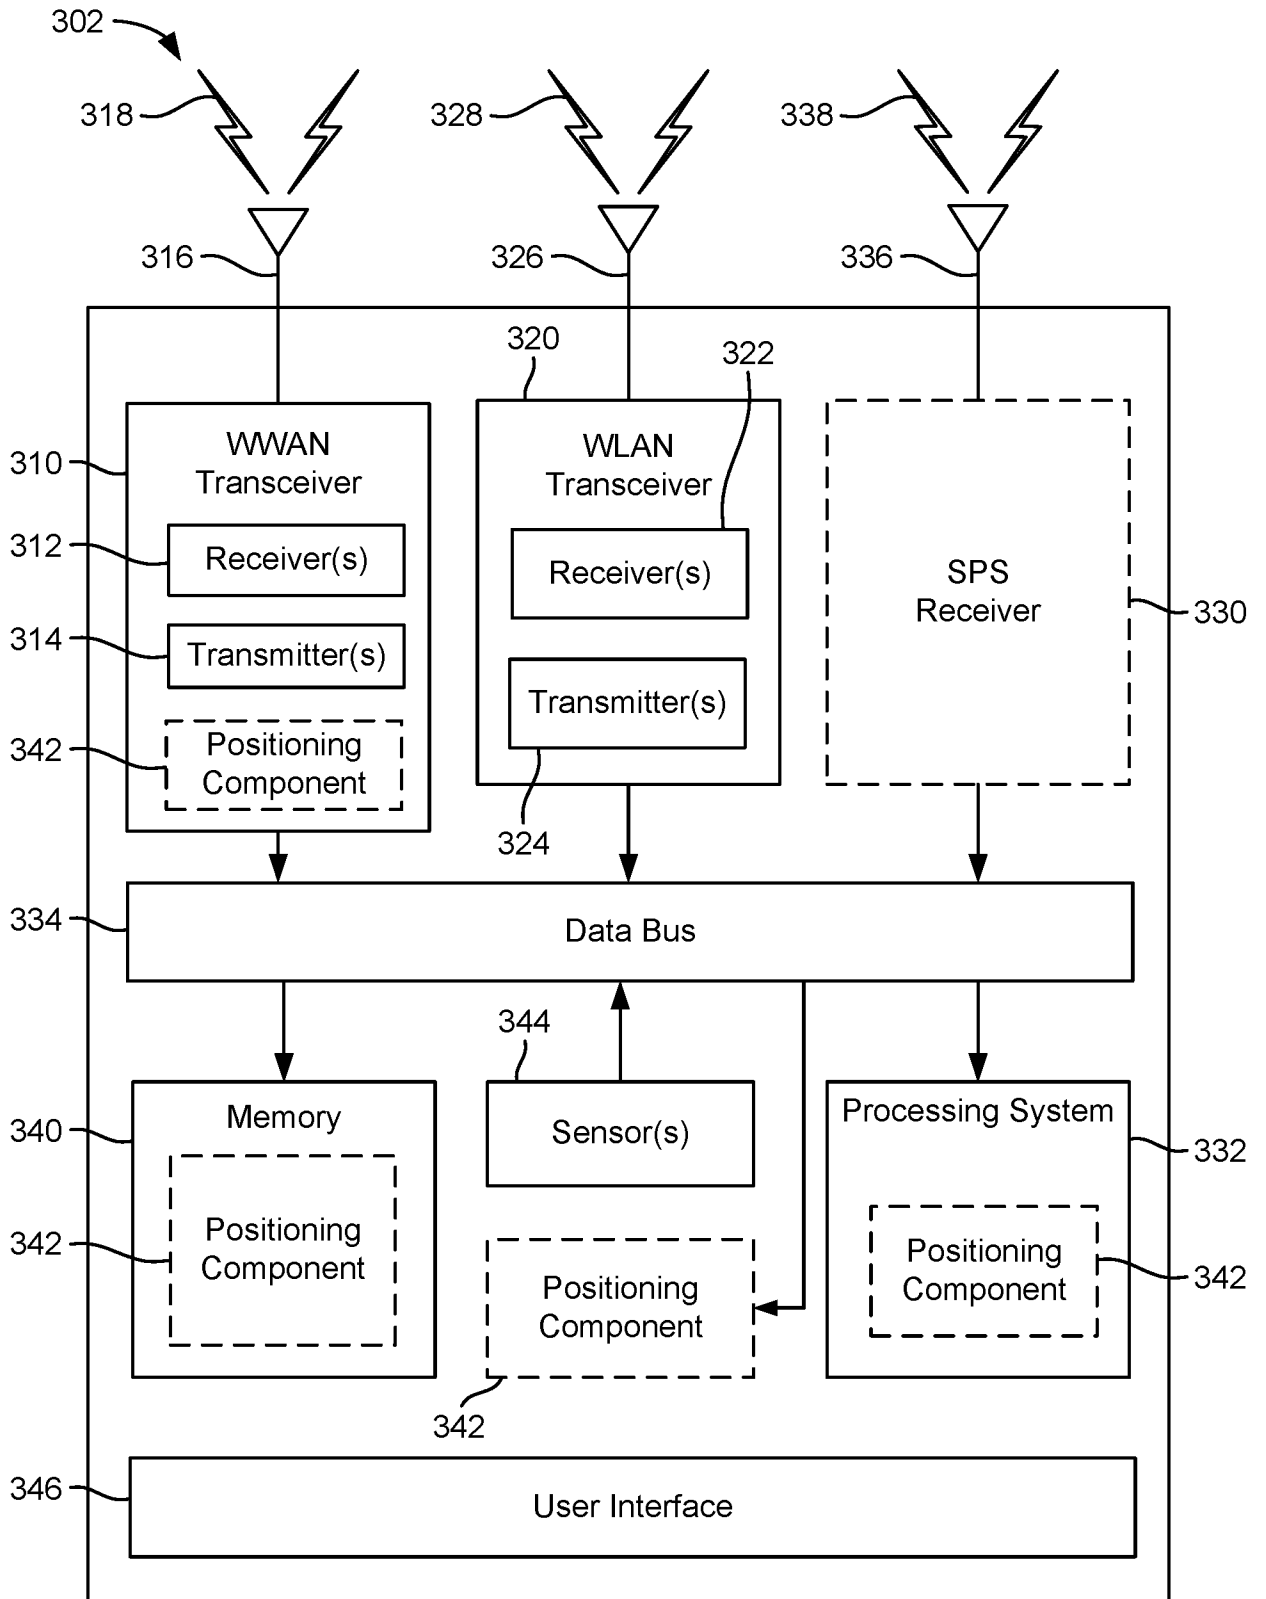 302
318
328
338
316
326
336
320
322
WWAN
Transceiver
310
WLAN
Transceiver
312
Receiver(s)
Receiver(s)
SPS
Receiver
330
314
Transmitter(s)
Transmitter(s)
342
Positioning
Component
324
334
Data Bus
344
Memory
340
Sensor(s)
Processing System
332
342
Positioning
Component
Positioning
Component
342
Positioning
Component
342
346
User Interface